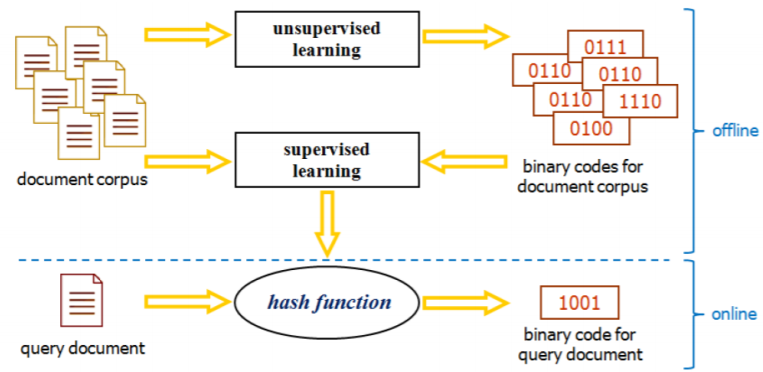 unsupervised
learning
0111
0110
0110
0110
1110
0100
offline
supervised
learning
document corpus
binary codes for
document corpus
hash function
1001
online
query document
binary code for
query document